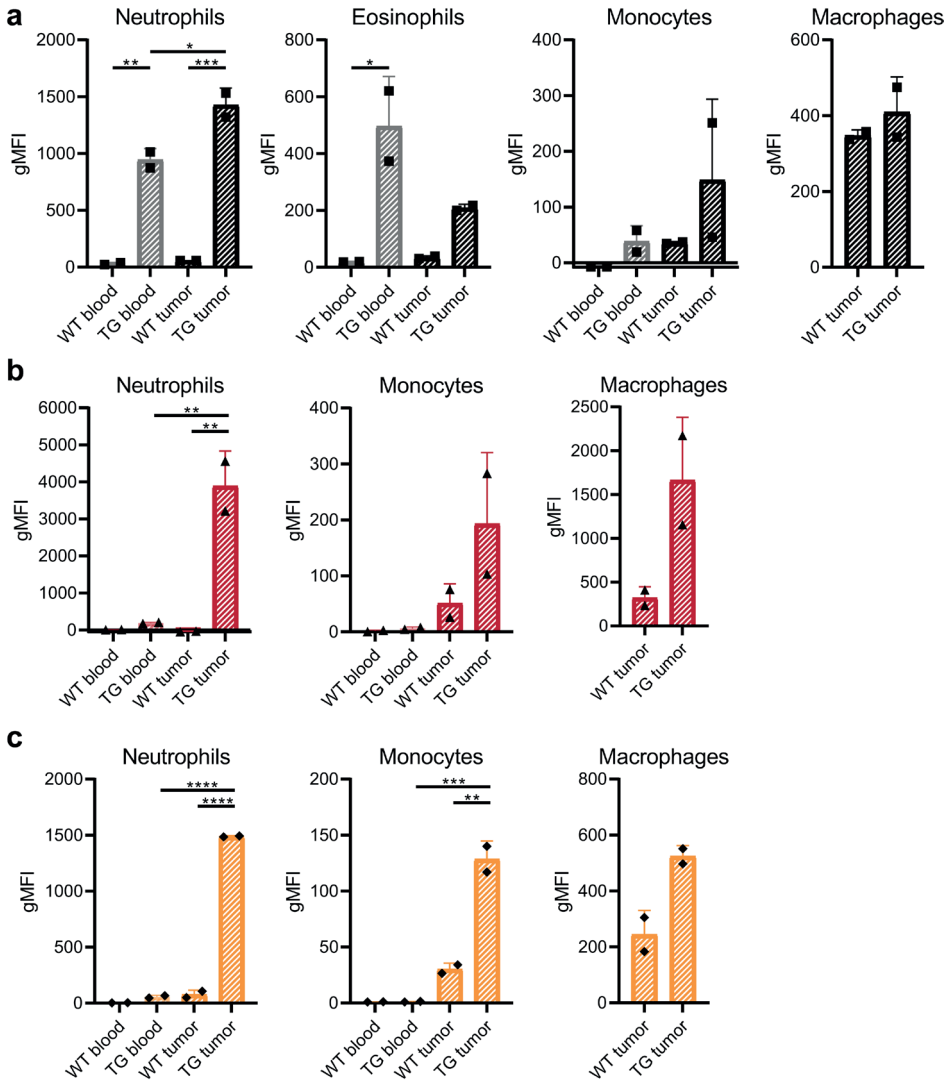 a
Neutrophils
Eosinophils
Monocytes
Macrophages
gMFI
2000
1500
1000
500
0
** * ***
WT blood
TG blood
WT tumor
TG tumor
gMFI
800
600
400
200
0
*
WT blood
TG blood
WT tumor
TG tumor
gMFI
400
300
200
100
0
WT blood
TG blood
WT tumor
TG tumor
gMFI
600
400
200
0
WT tumor
TG tumor
b
Neutrophils
Monocytes
Macrophages
gMFI
6000
5000
4000
3000
2000
1000
0
**
**
WT blood
TG blood
WT tumor
TG tumor
gMFI
400
300
200
100
0
WT blood
TG blood
WT tumor
TG tumor
gMFI
2500
2000
1500
1000
500
0
WT tumor
TG tumor
c
Neutrophils
Monocytes
Macrophages
gMFI
2000
1500
1000
500
0
****
****
WT blood
TG blood
WT tumor
TG tumor
gMFI
200
150
100
50
0
***
**
WT blood
TG blood
WT tumor
TG tumor
gMFI
800
600
400
200
0
WT tumor
TG tumor